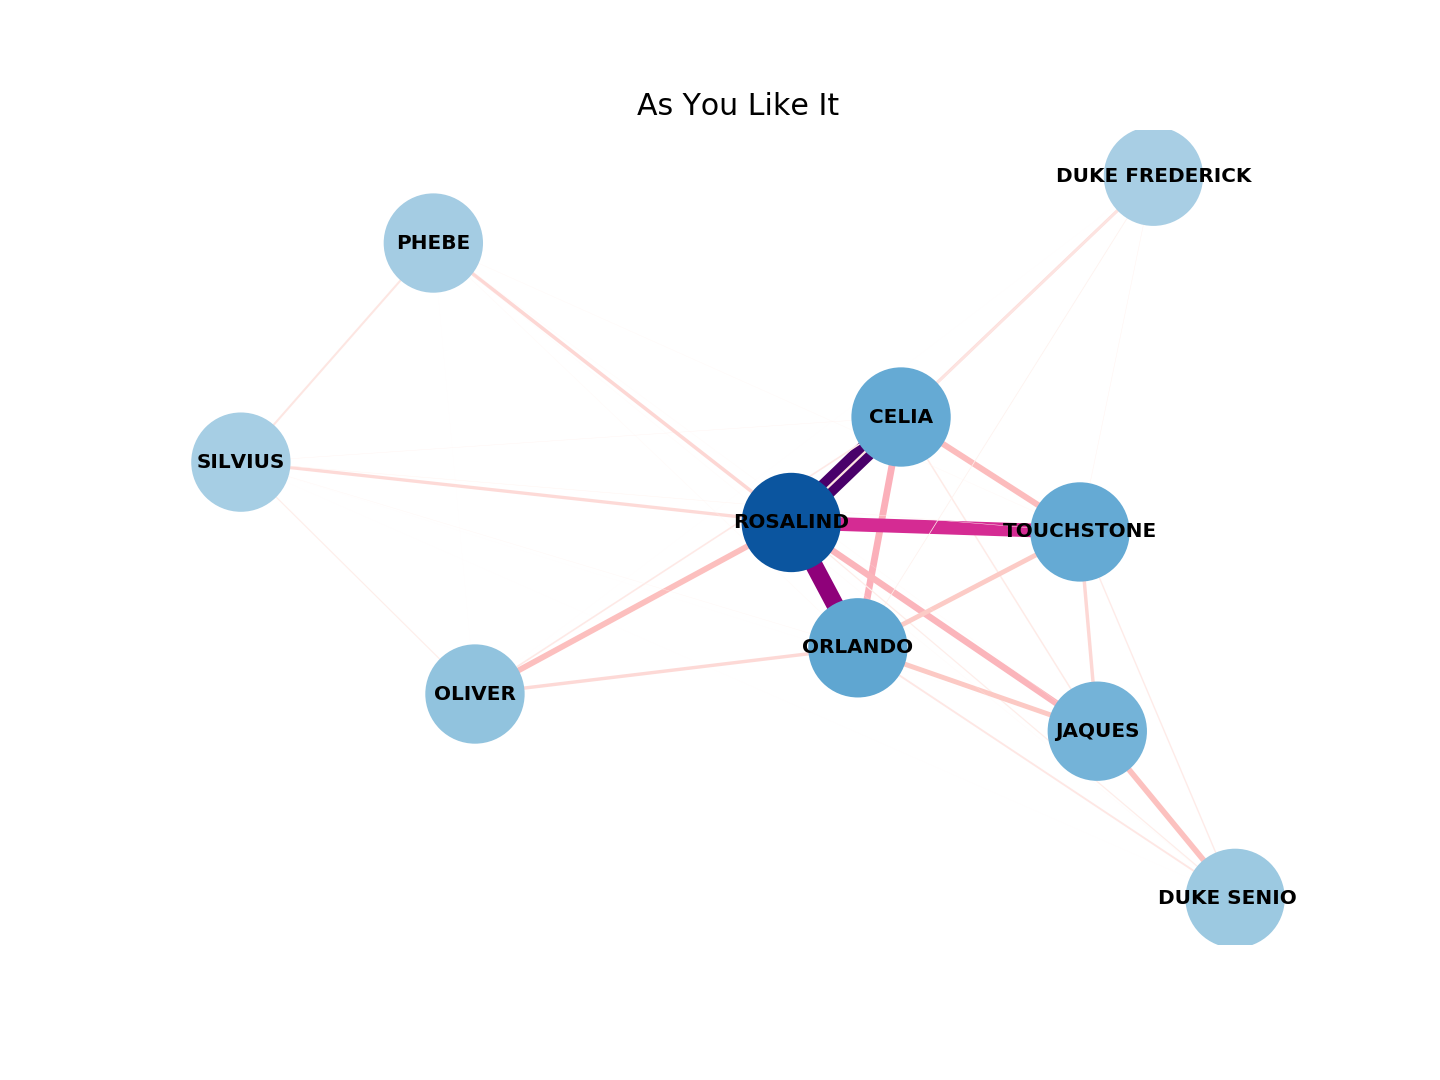 As You Like It
DUKE FREDERICK
PHEBE
CELIA
SILVIUS
ROSALIND
TOUCHSTONE
ORLANDO
OLIVER
JAQUES
DUKE SENIO